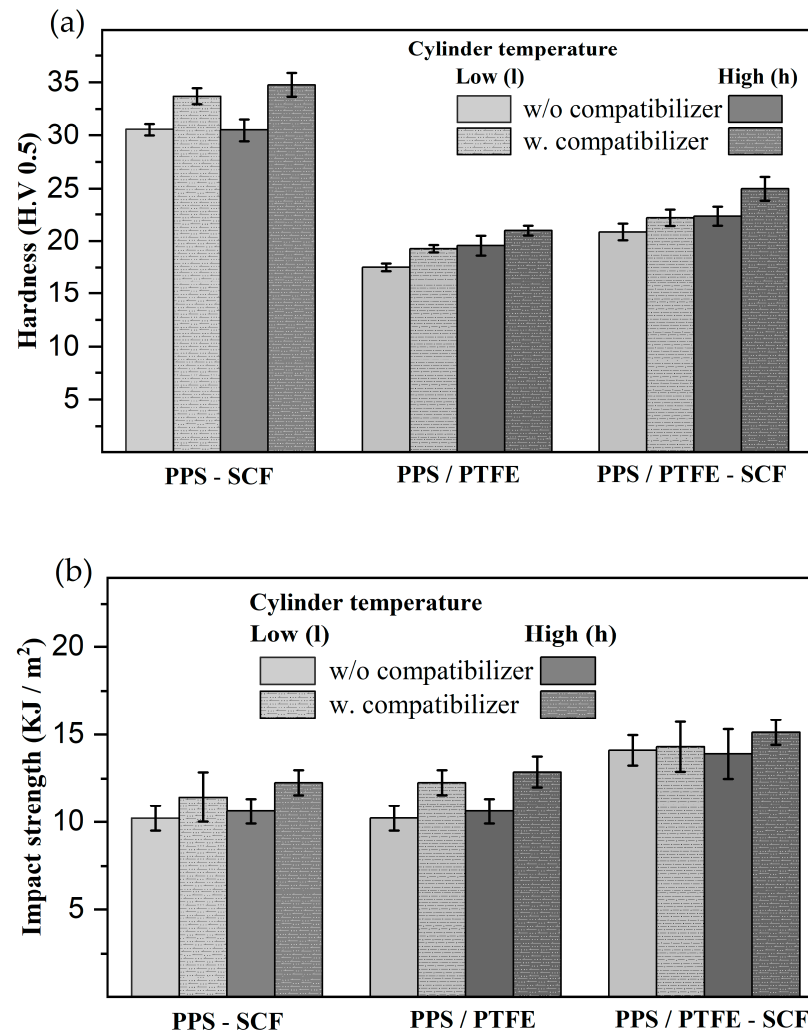 (a)
Cylinder temperature
Low (l) High (h)
w/o compatibilizer
w. compatibilizer
Hardness (H.V 0.5)
35
30
25
20
15
10
5
PPS - SCF PPS / PTFE PPS / PTFE - SCF
(b)
Cylinder temperature
Low (l) High (h)
w/o compatibilizer
w. compatibilizer
Impact strength (KJ / m²)
20
15
10
5
PPS - SCF PPS / PTFE PPS / PTFE - SCF